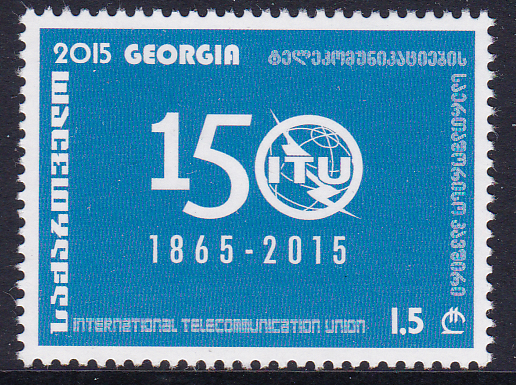 2015 GEORGIA
ტელეკომუნიკაციების
საერთაშორისო კავშირი
საქართველო
150
ITU
1865-2015
INTERNATIONAL TELECOMMUNICATION UNION
1.5 ₾